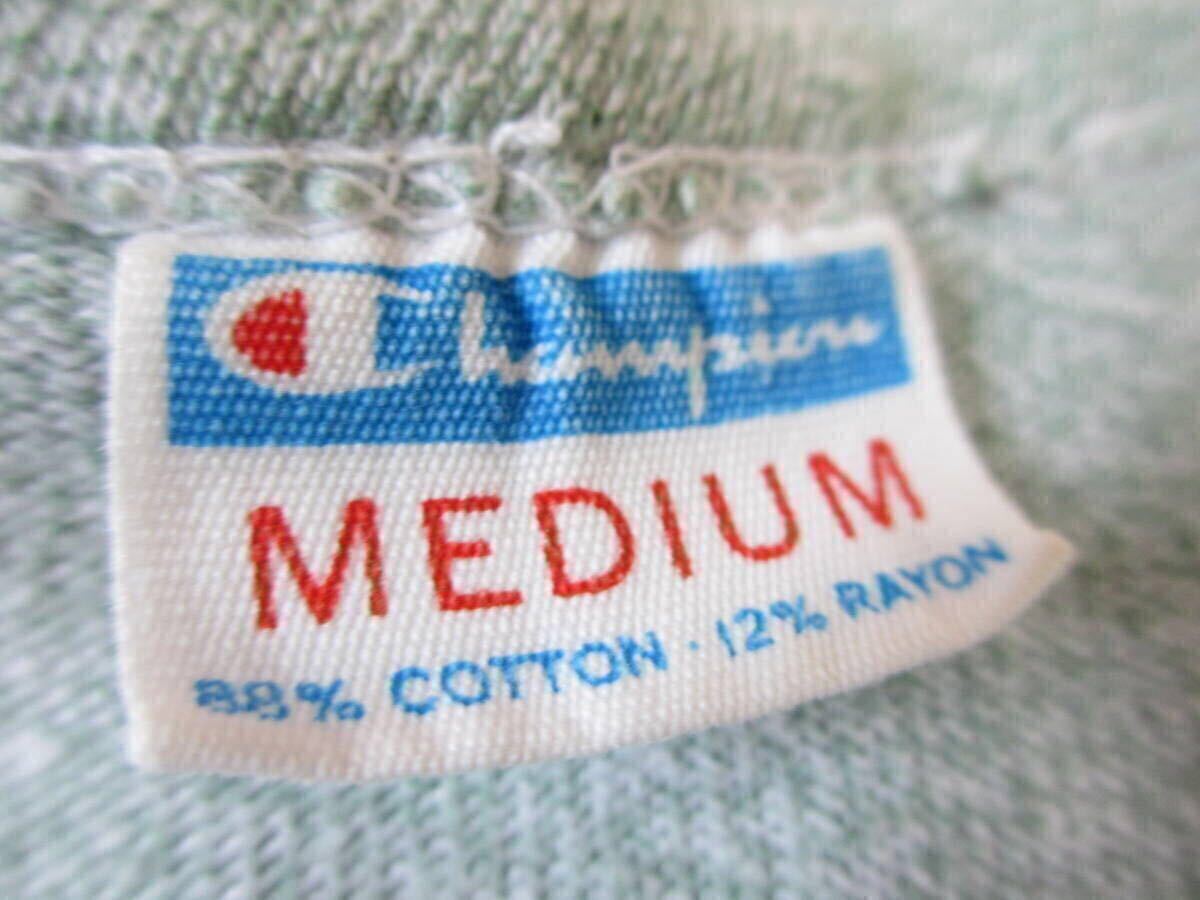 Champion
MEDIUM
88% COTTON · 12% RAYON